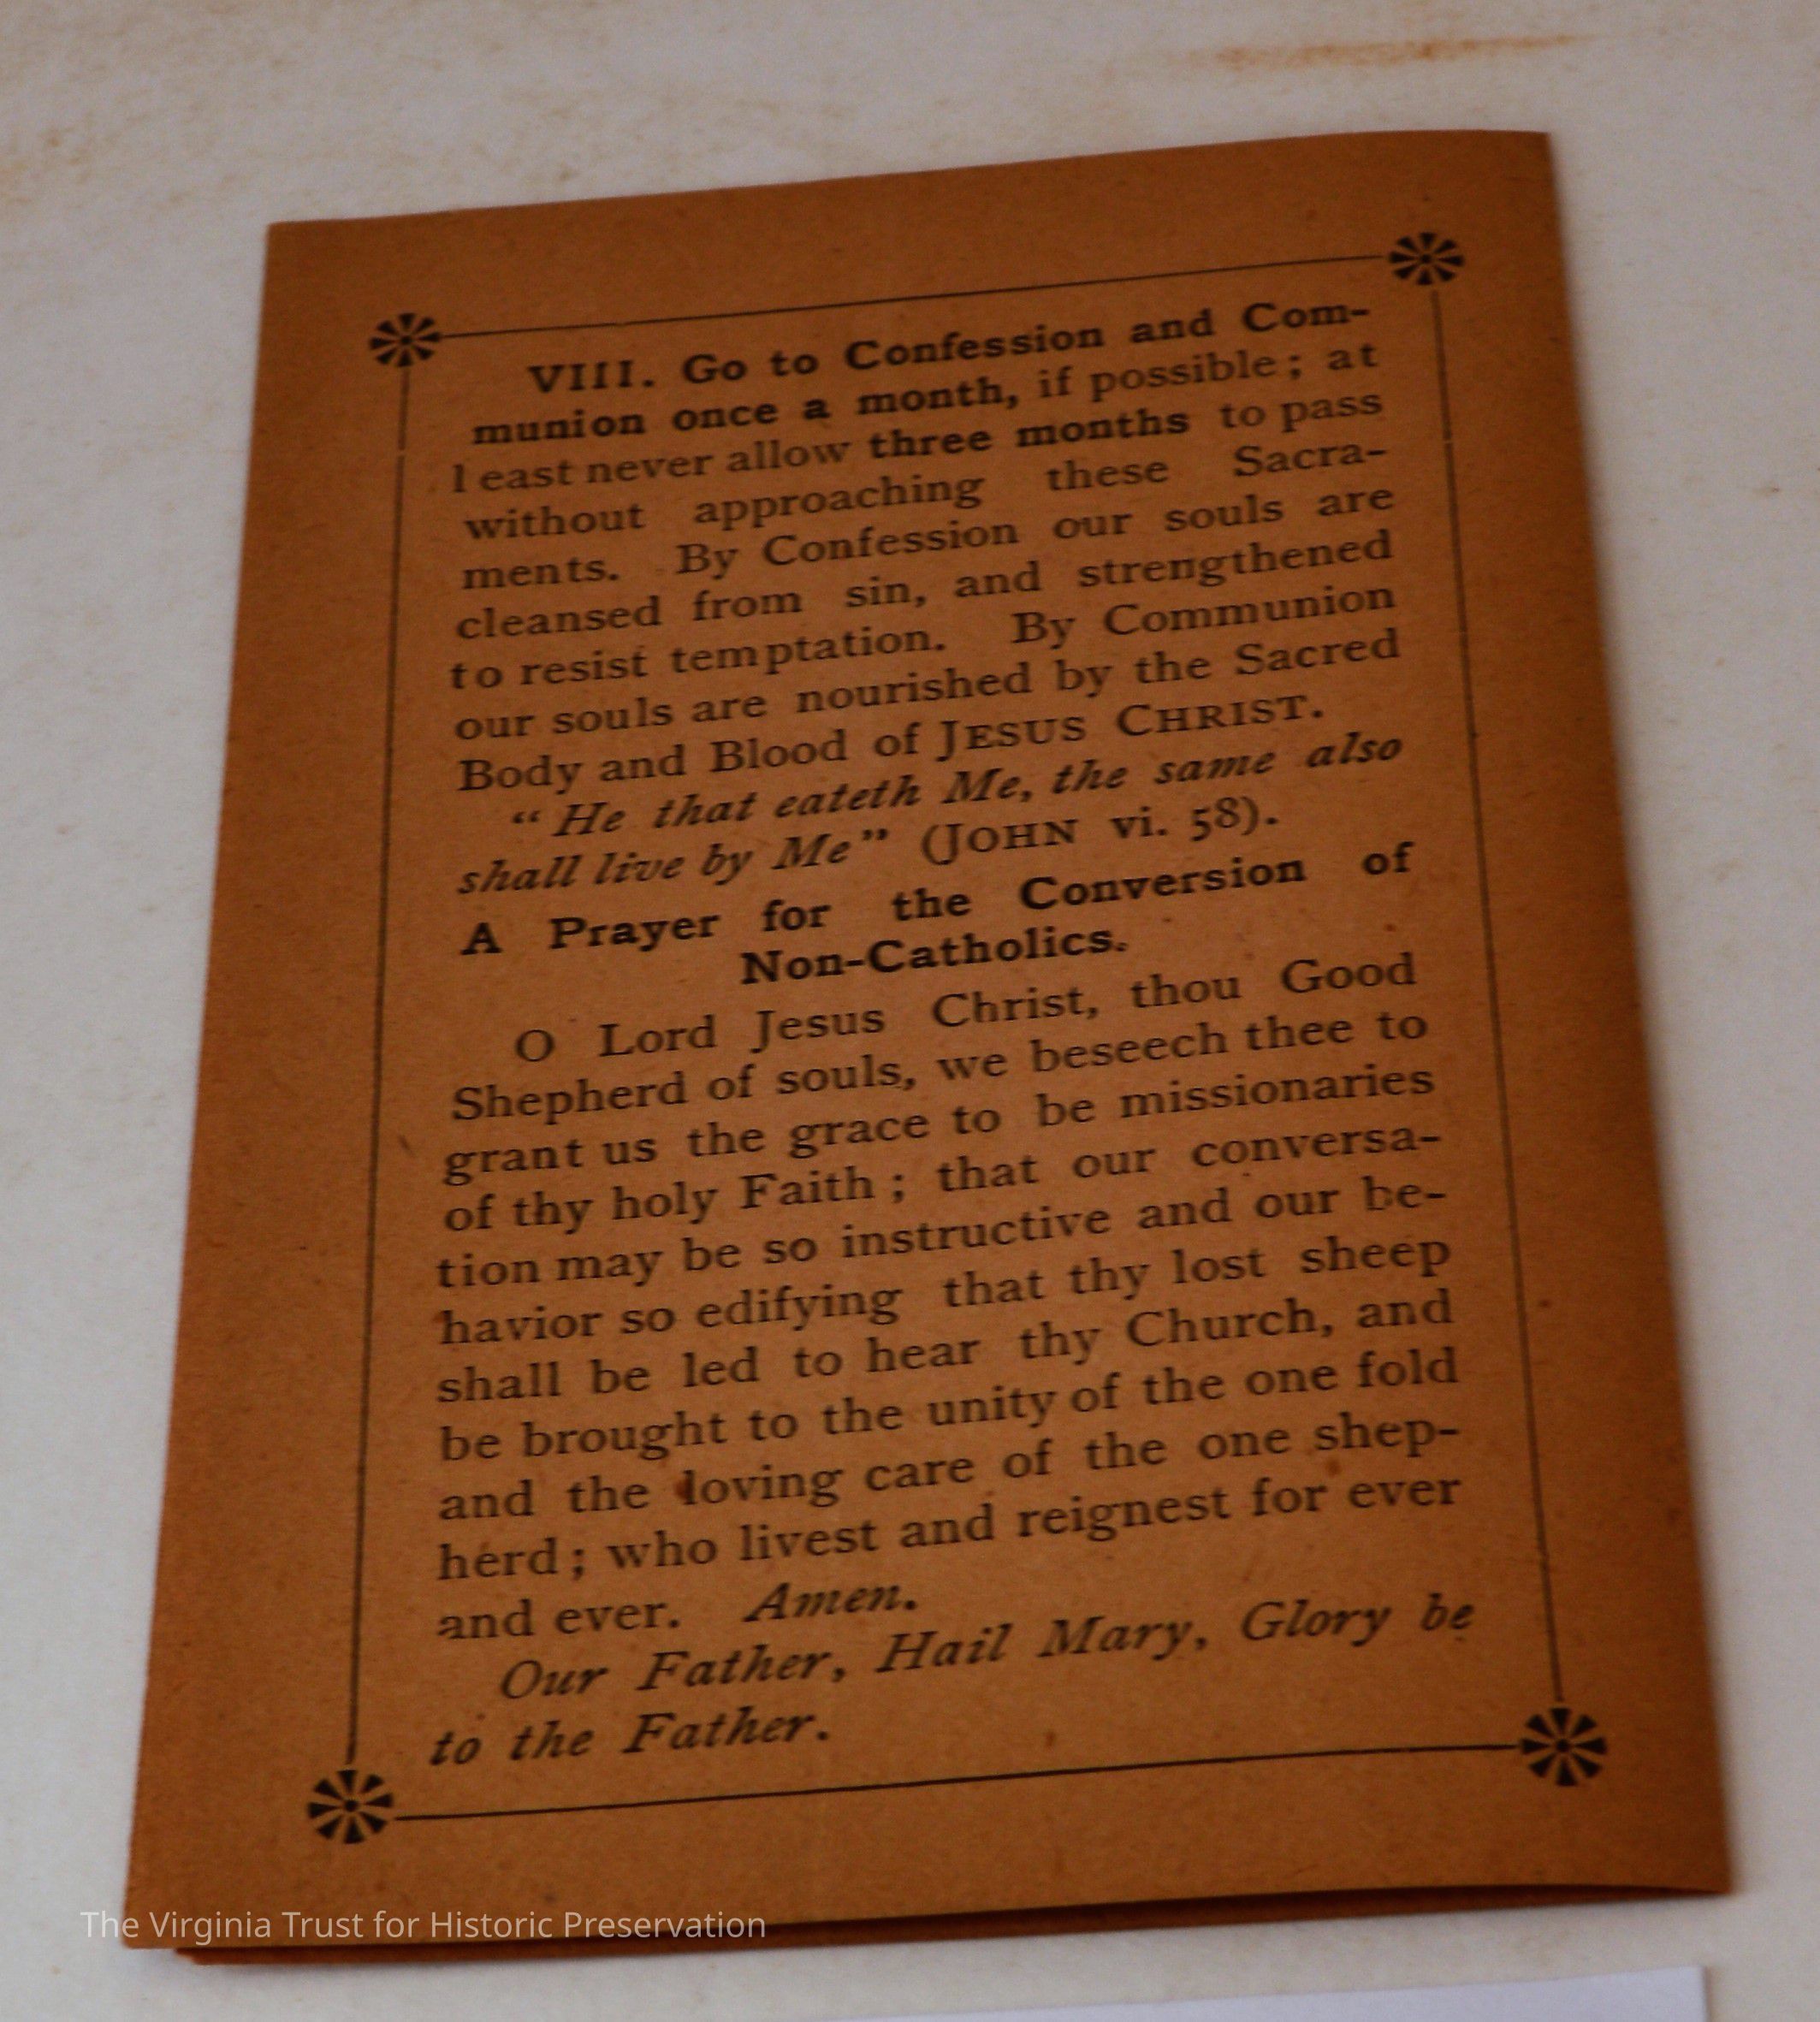 VIII. Go to Confession and Com-
munion once a month, if possible; at
least never allow three months to pass
without approaching these Sacra-
ments. By Confession our souls are
cleansed from sin, and strengthened
to resist temptation. By Communion
our souls are nourished by the Sacred
Body and Blood of JESUS CHRIST.
"He that eateth Me, the same also
shall live by Me" (JOHN vi. 58).
A Prayer for the Conversion of
Non-Catholics.
O Lord Jesus Christ, thou Good
Shepherd of souls, we beseech thee to
grant us the grace to be missionaries
of thy holy Faith; that our conversa-
tion may be so instructive and our be-
havior so edifying that thy lost sheep
shall be led to hear thy Church, and
be brought to the unity of the one fold
and the loving care of the one shep-
herd; who livest and reignest for ever
and ever. Amen.
Our Father, Hail Mary, Glory be
to the Father.
The Virginia Trust for Historic Preservation